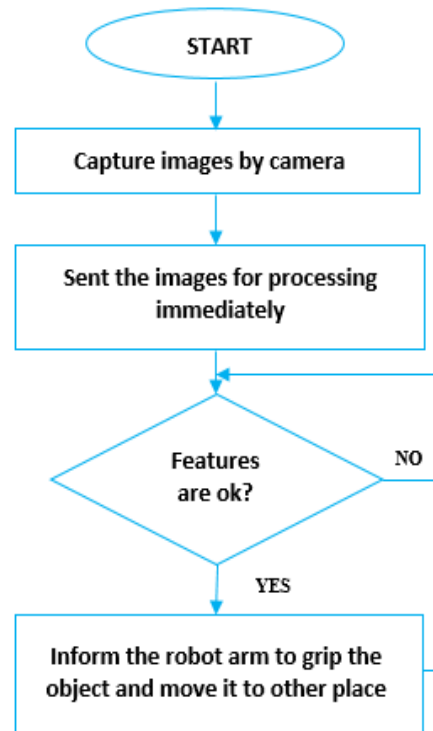 START
Capture images by camera
Sent the images for processing
immediately
Features
are ok?
NO
YES
Inform the robot arm to grip the
object and move it to other place